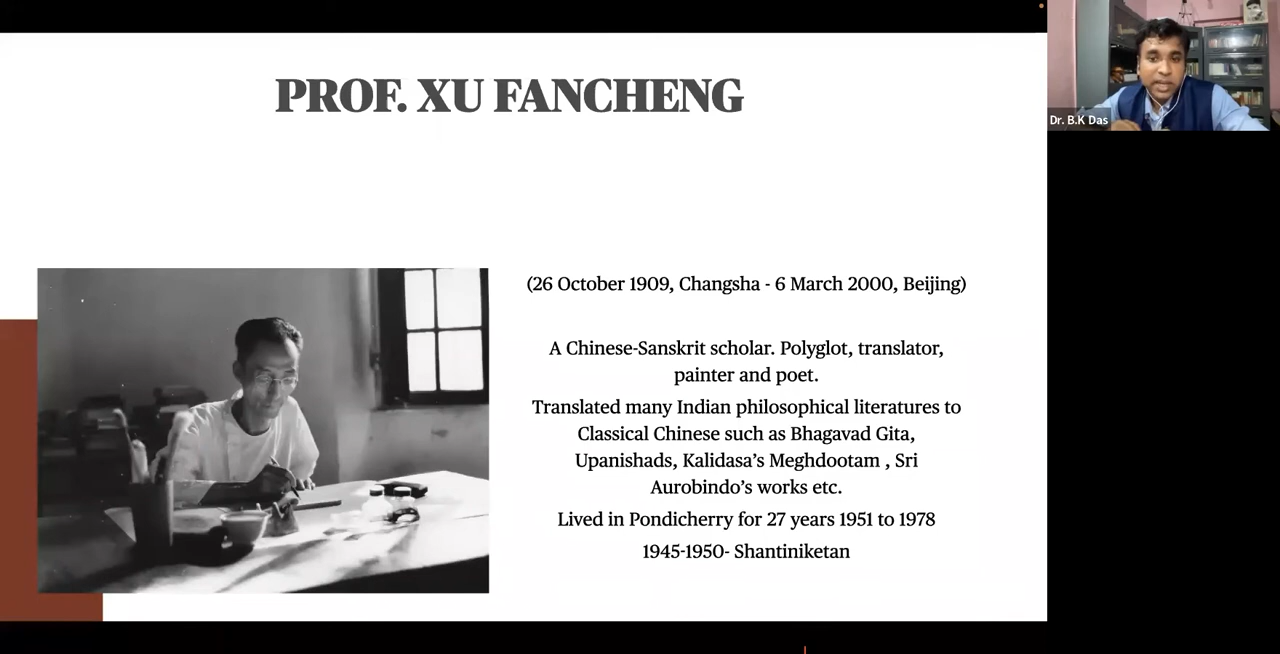 PROF. XU FANCHENG
Dr. B.K Das
(26 October 1909, Changsha - 6 March 2000, Beijing)
A Chinese-Sanskrit scholar. Polyglot, translator,
painter and poet.
Translated many Indian philosophical literatures to
Classical Chinese such as Bhagavad Gita,
Upanishads, Kalidasa’s Meghdootam , Sri
Aurobindo’s works etc.
Lived in Pondicherry for 27 years 1951 to 1978
1945-1950- Shantiniketan